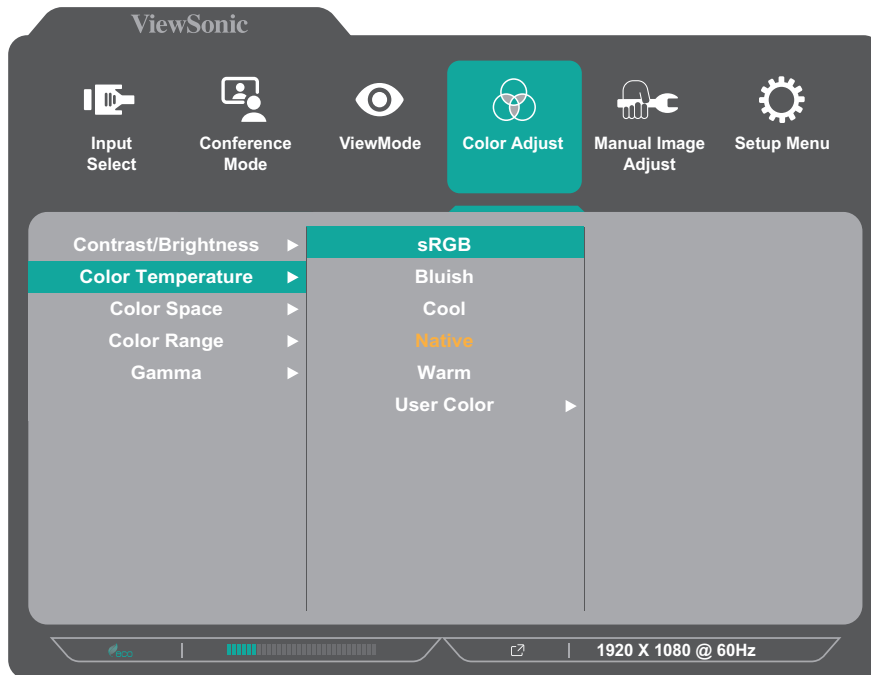 ViewSonic
Input
Select
Conference
Mode
ViewMode
Color Adjust
Manual Image
Adjust
Setup Menu
Contrast/Brightness
Color Temperature
Color Space
Color Range
Gamma
sRGB
Bluish
Cool
Native
Warm
User Color
eco
1920 X 1080 @ 60Hz